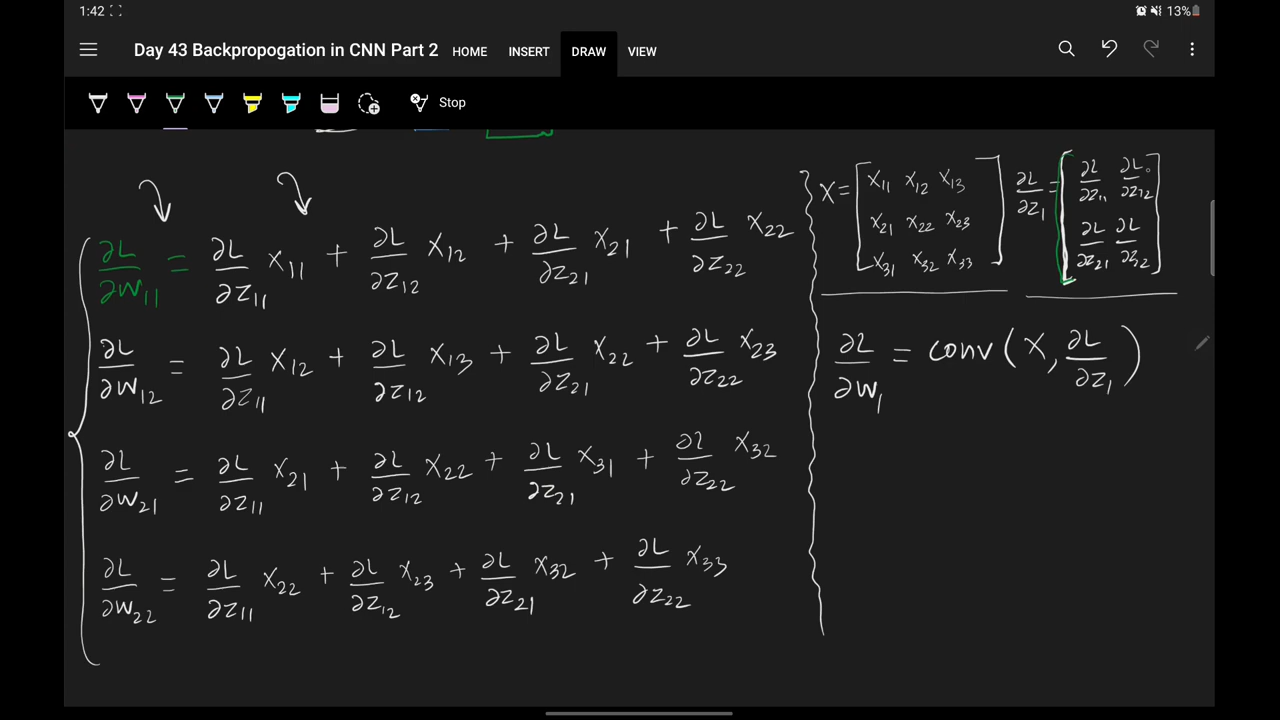 1:42
13%
Day 43 Backpropogation in CNN Part 2 HOME INSERT DRAW VIEW
Stop
∂L/∂W₁₁ = ∂L/∂Z₁₁ X₁₁ + ∂L/∂Z₁₂ X₁₂ + ∂L/∂Z₂₁ X₂₁ + ∂L/∂Z₂₂ X₂₂
∂L/∂W₁₂ = ∂L/∂Z₁₁ X₁₂ + ∂L/∂Z₁₂ X₁₃ + ∂L/∂Z₂₁ X₂₂ + ∂L/∂Z₂₂ X₂₃
∂L/∂W₂₁ = ∂L/∂Z₁₁ X₂₁ + ∂L/∂Z₁₂ X₂₂ + ∂L/∂Z₂₁ X₃₁ + ∂L/∂Z₂₂ X₃₂
∂L/∂W₂₂ = ∂L/∂Z₁₁ X₂₂ + ∂L/∂Z₁₂ X₂₃ + ∂L/∂Z₂₁ X₃₂ + ∂L/∂Z₂₂ X₃₃
X = [X₁₁ X₁₂ X₁₃
X₂₁ X₂₂ X₂₃
X₃₁ X₃₂ X₃₃]
∂L/∂Z₁ = [∂L/∂Z₁₁ ∂L/∂Z₁₂
∂L/∂Z₂₁ ∂L/∂Z₂₂]
∂L/∂W₁ = conv(X, ∂L/∂Z₁)